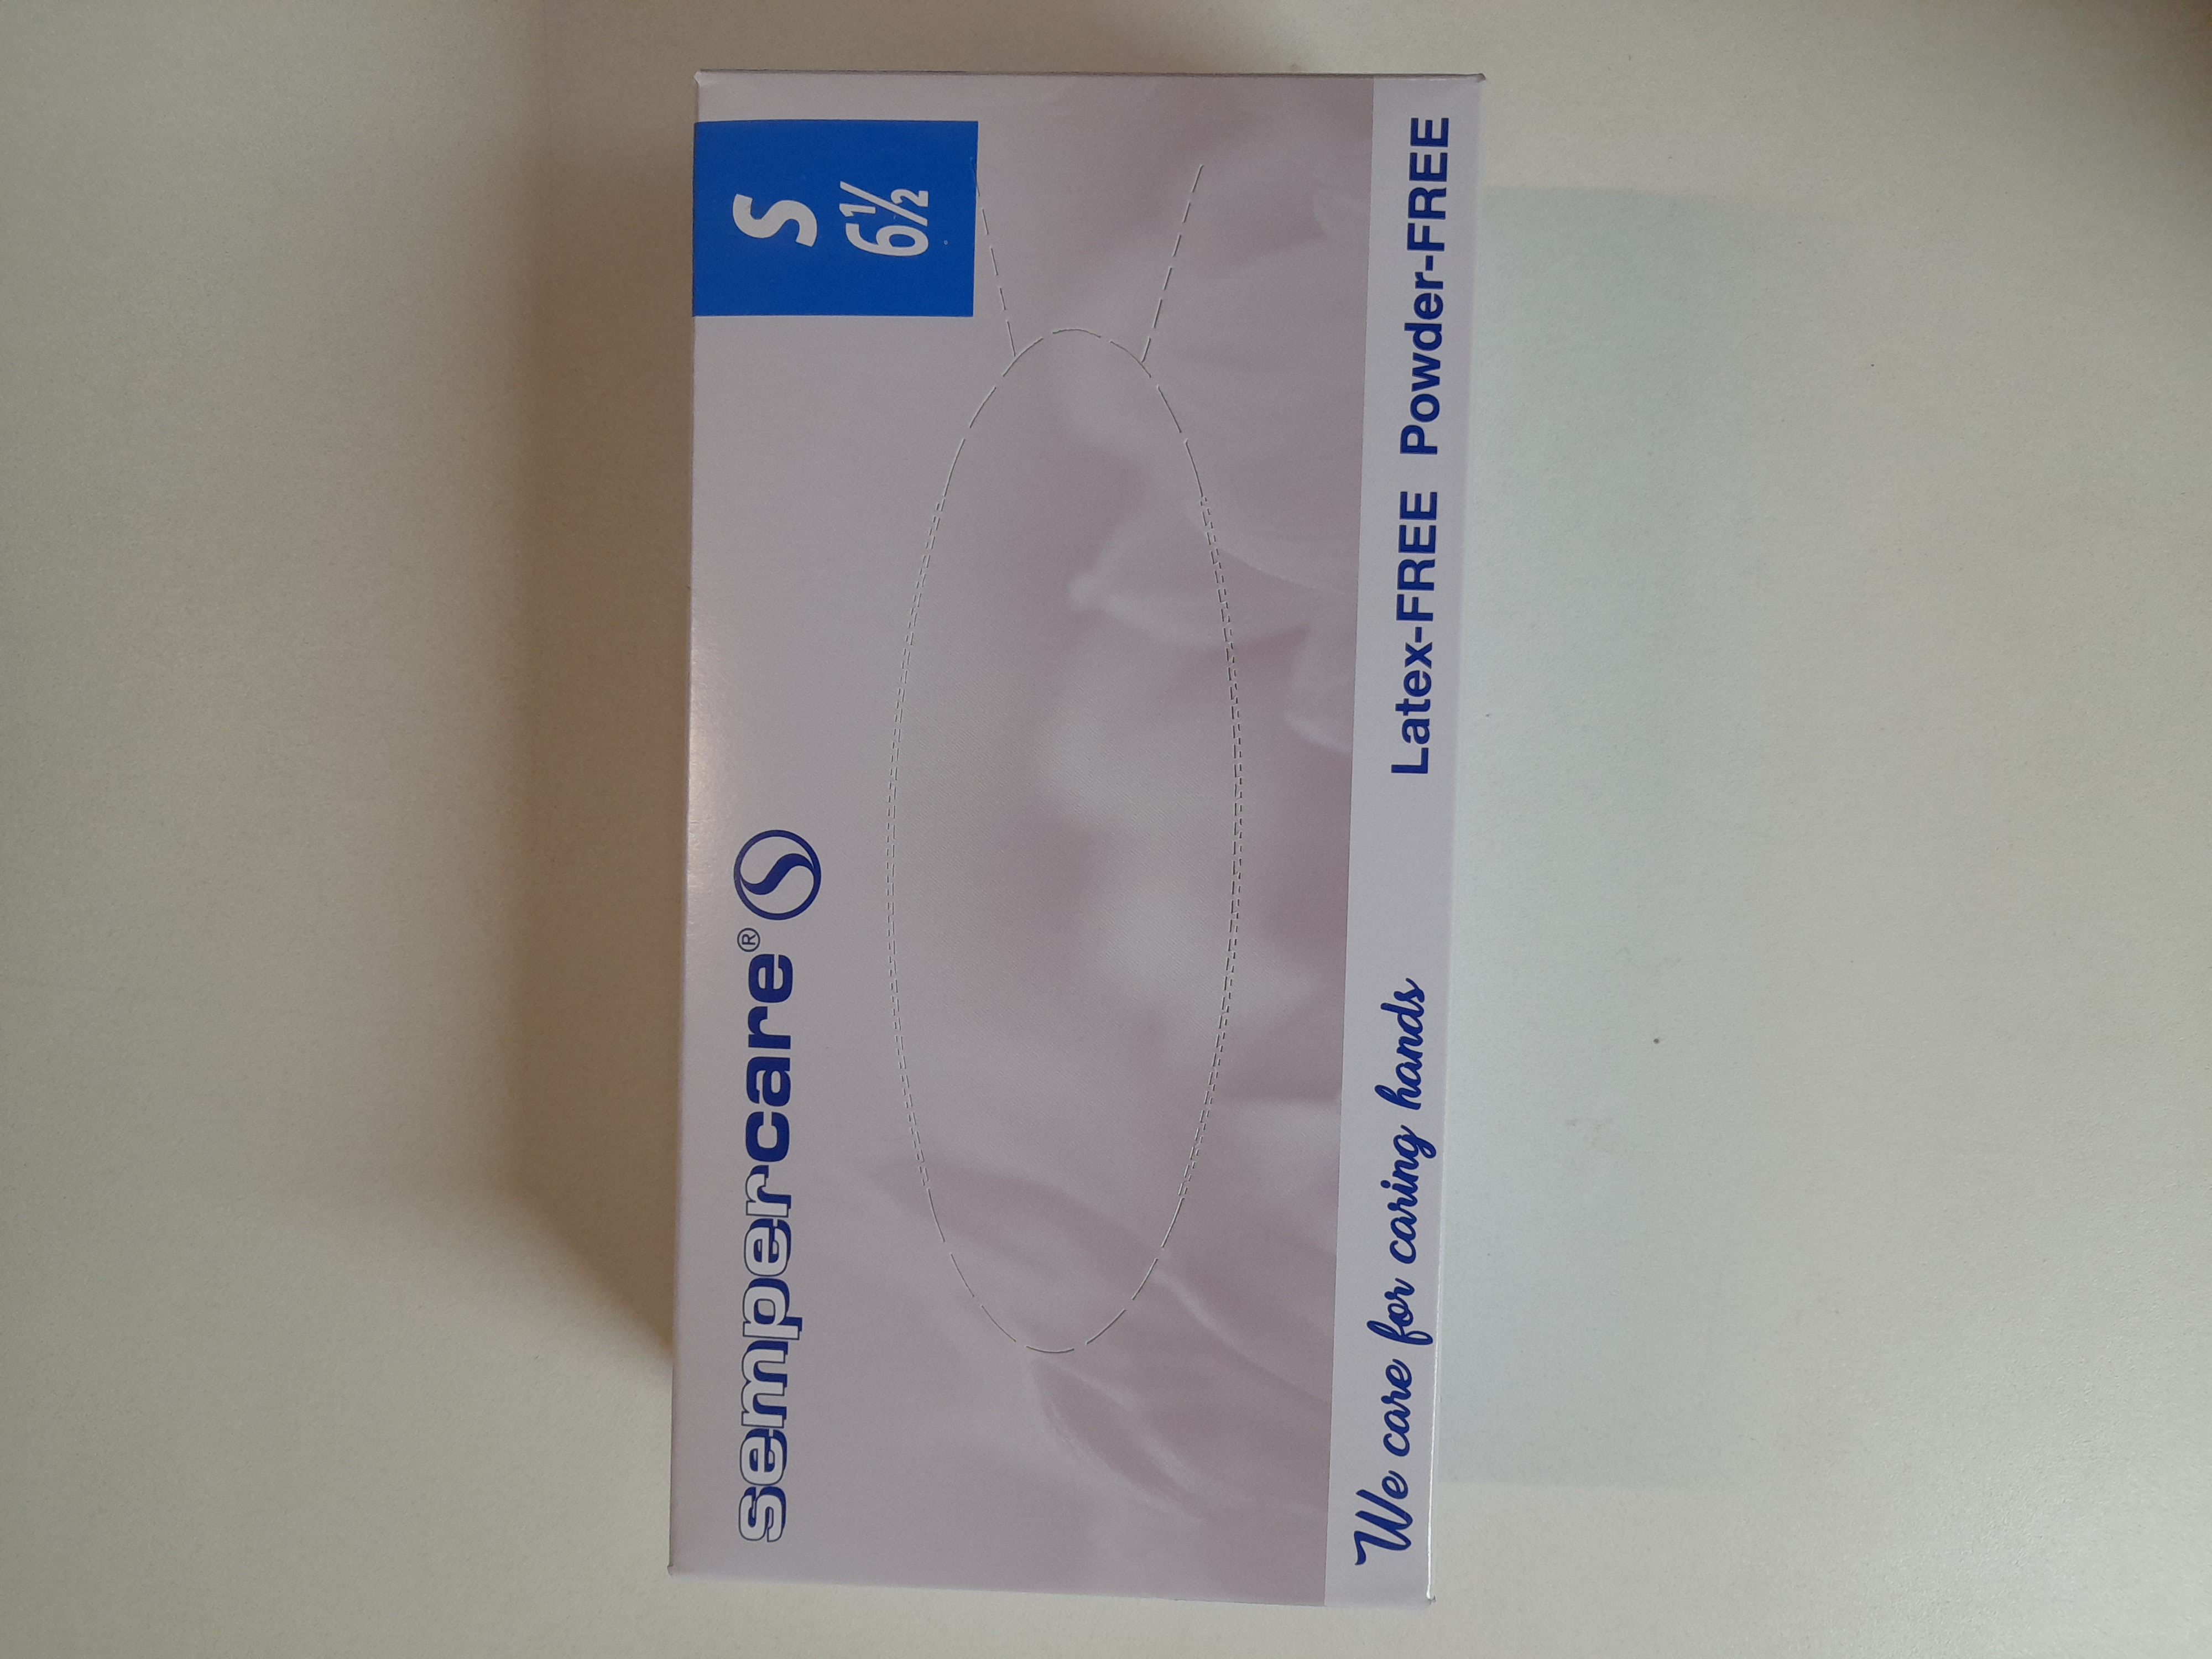 sempercare®
S
6½
We care for caring hands
Latex-FREE Powder-FREE